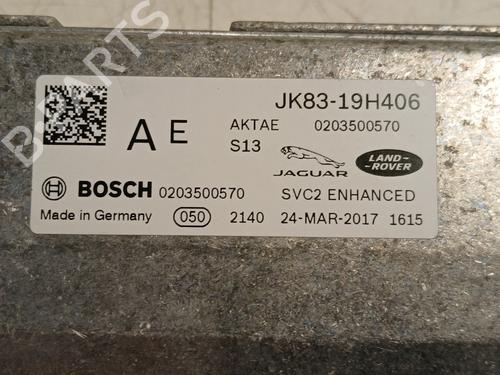 B-PARTS
JK83-19H406
A E
AKTAE 0203500570
S13
JAGUAR
LAND-ROVER
BOSCH 0203500570
SVC2 ENHANCED
Made in Germany 050 2140 24-MAR-2017 1615